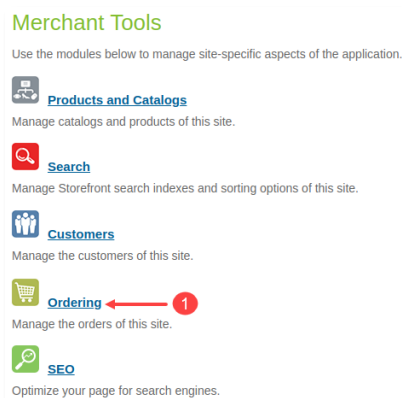 Merchant Tools
Use the modules below to manage site-specific aspects of the application.
Products and Catalogs
Manage catalogs and products of this site.
Search
Manage Storefront search indexes and sorting options of this site.
Customers
Manage the customers of this site.
Ordering 1
Manage the orders of this site.
SEO
Optimize your page for search engines.